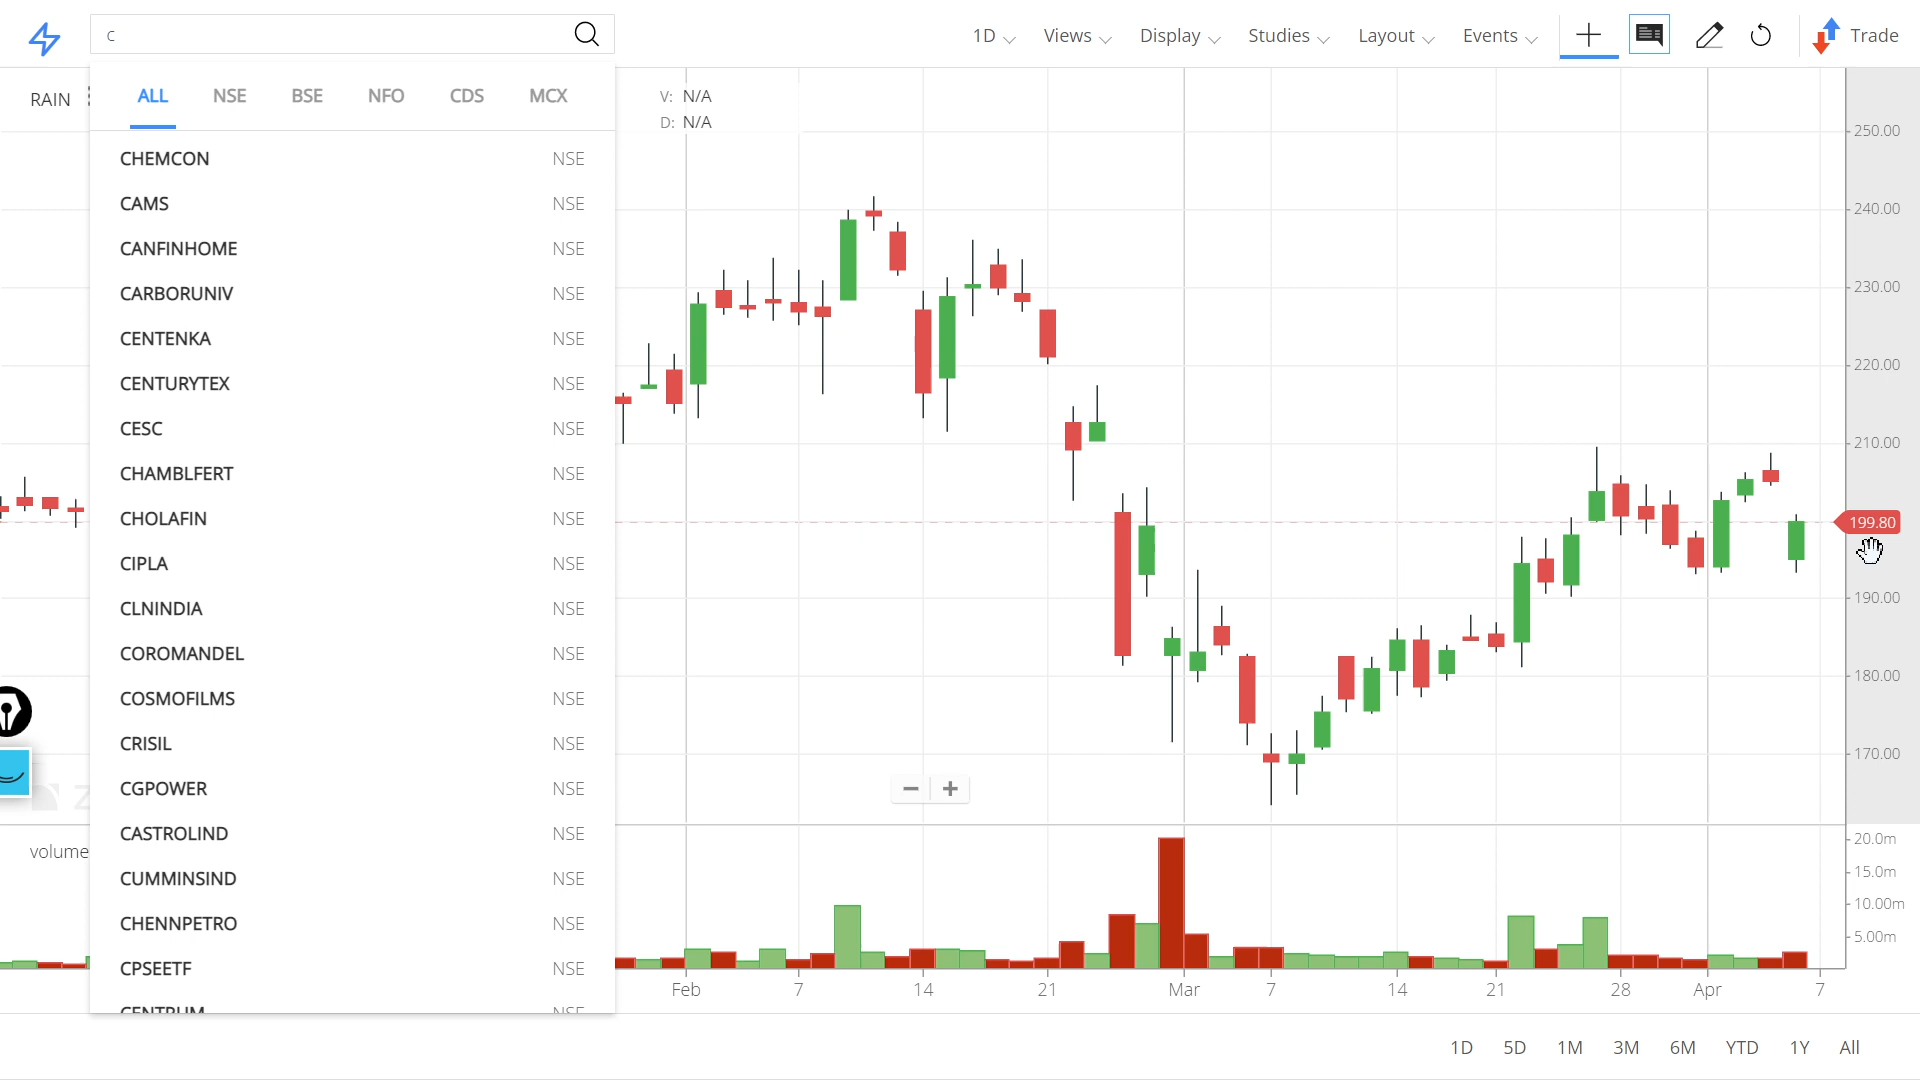 c
1D Views Display Studies Layout Events Trade
RAIN
ALL NSE BSE NFO CDS MCX
V: N/A
D: N/A
CHEMCON NSE
CAMS NSE
CANFINHOME NSE
CARBORUNIV NSE
CENTENKA NSE
CENTURYTEX NSE
CESC NSE
CHAMBLFERT NSE
CHOLAFIN NSE
CIPLA NSE
CLNINDIA NSE
COROMANDEL NSE
COSMOFILMS NSE
CRISIL NSE
CGPOWER NSE
CASTROLIND NSE
CUMMINSIND NSE
CHENNPETRO NSE
CPSEETF NSE
CENTRUM NSE
250.00
240.00
230.00
220.00
210.00
199.80
190.00
180.00
170.00
Z
volume
20.0m
15.0m
10.00m
5.00m
Feb 7 14 21 Mar 7 14 21 28 Apr 7
1D 5D 1M 3M 6M YTD 1Y All